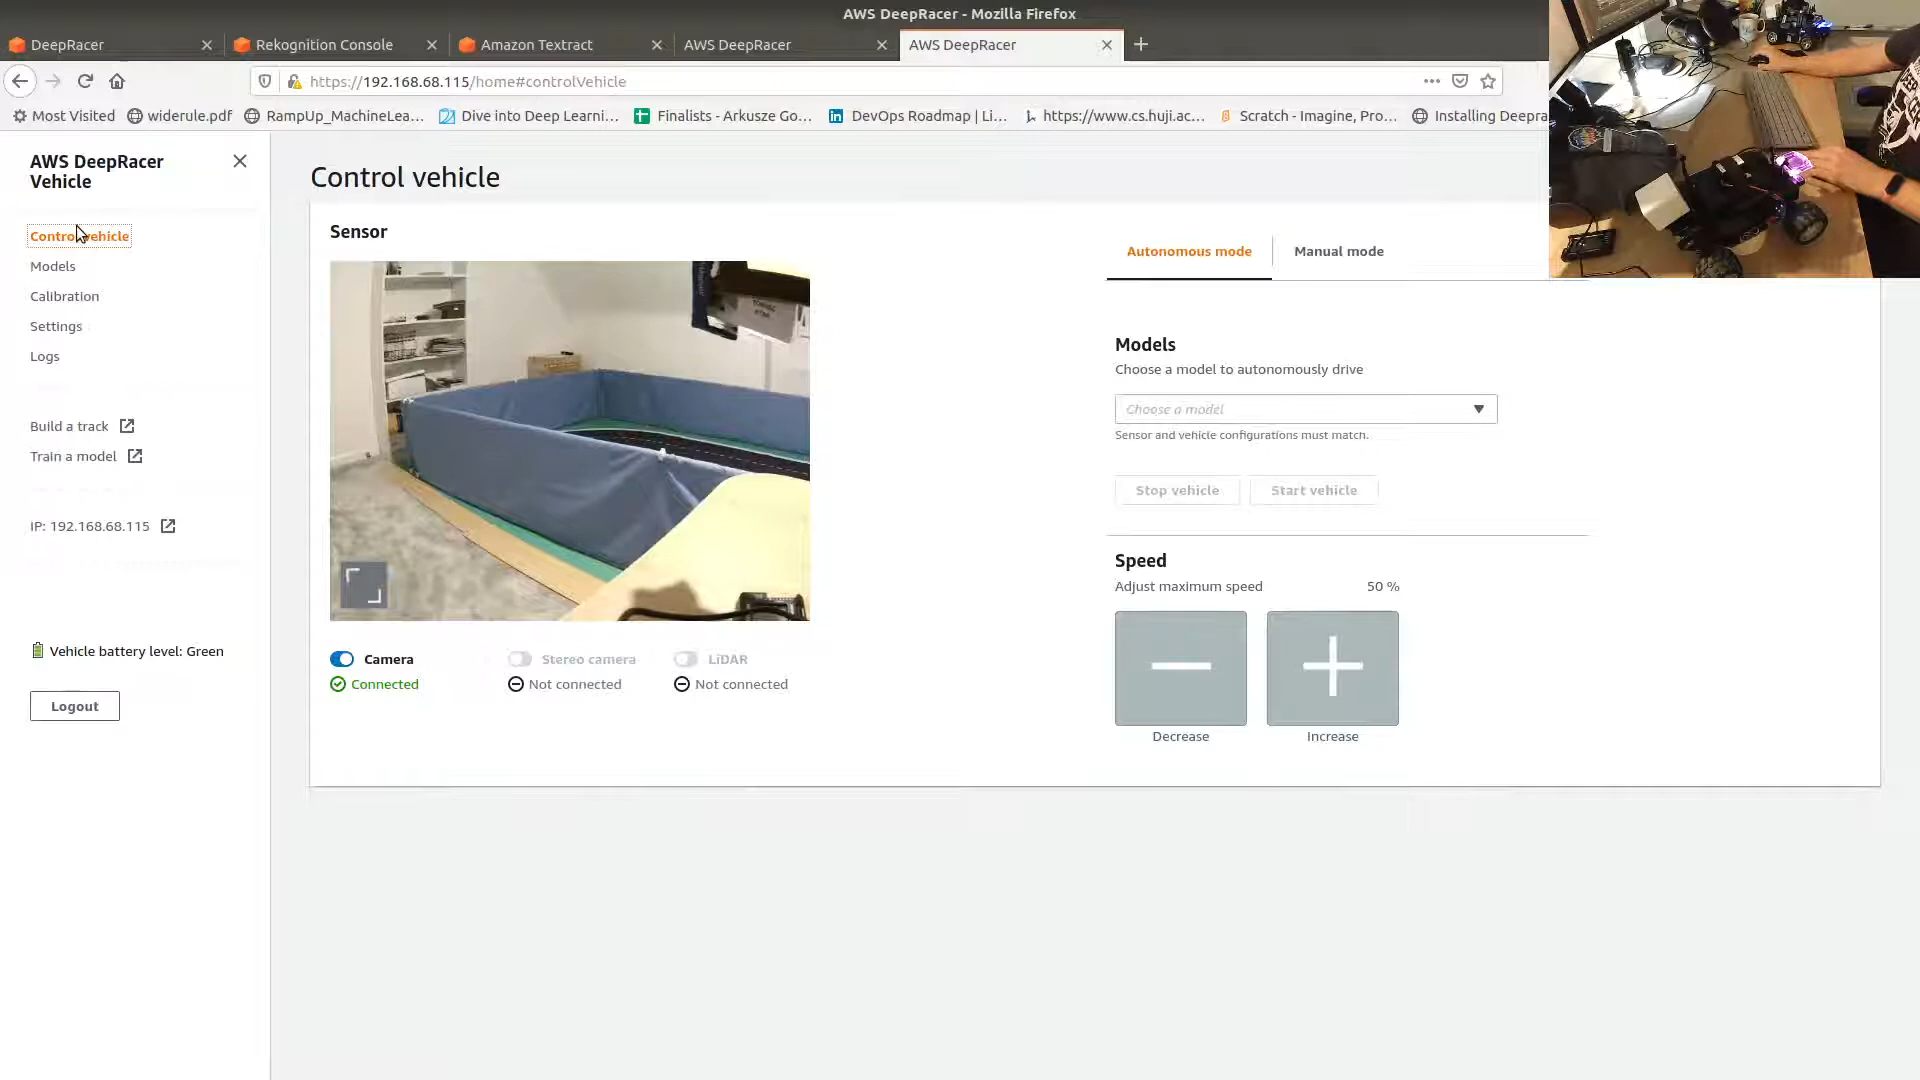 AWS DeepRacer - Mozilla Firefox
DeepRacer
Rekognition Console
Amazon Textract
AWS DeepRacer
AWS DeepRacer
https://192.168.68.115/home#controlVehicle
Most Visited
widerule.pdf
RampUp_MachineLea...
Dive into Deep Learni...
Finalists - Arkusze Go...
DevOps Roadmap | Li...
https://www.cs.huji.ac...
Scratch - Imagine, Pro...
Installing Deepra
AWS DeepRacer
Vehicle
Control vehicle
Models
Calibration
Settings
Logs
Build a track
Train a model
IP: 192.168.68.115
Vehicle battery level: Green
Logout
Control vehicle
Sensor
Camera
Connected
Stereo camera
Not connected
LiDAR
Not connected
Autonomous mode
Manual mode
Models
Choose a model to autonomously drive
Choose a model
Sensor and vehicle configurations must match.
Stop vehicle
Start vehicle
Speed
Adjust maximum speed
50 %
Decrease
Increase